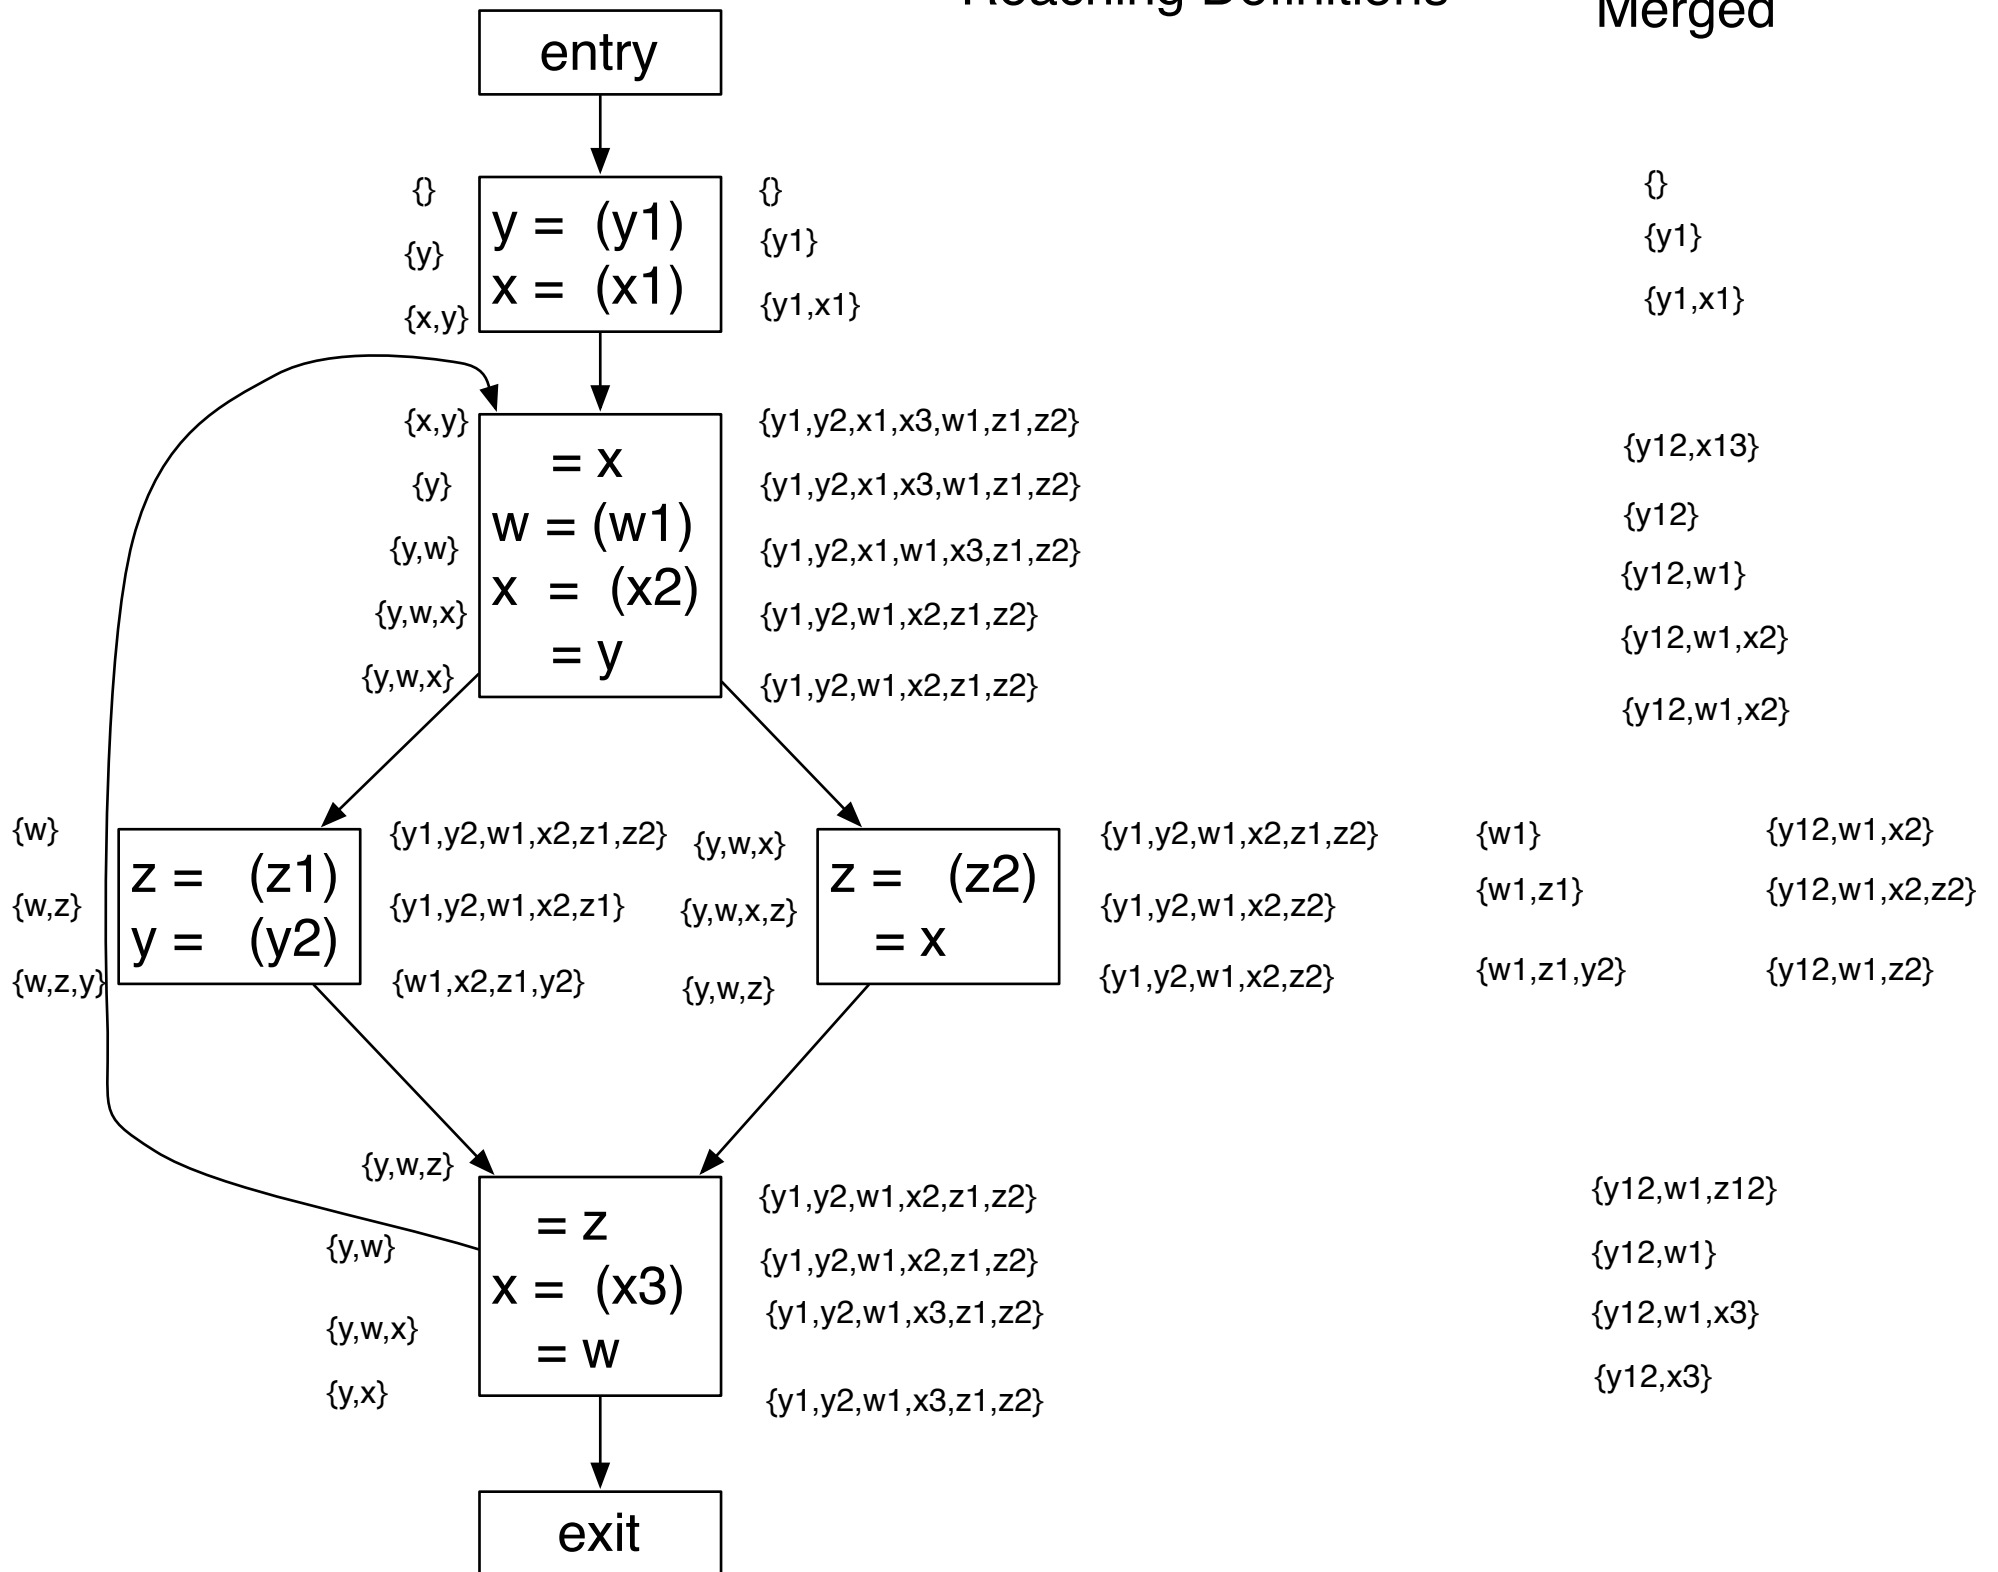 Reaching Definitions
Merged
entry
{}
{y}
{x,y}
y = (y1)
x = (x1)
{}
{y1}
{y1,x1}
{}
{y1}
{y1,x1}
{x,y}
{y}
{y,w}
{y,w,x}
{y,w,x}
= x
w = (w1)
x = (x2)
= y
{y1,y2,x1,x3,w1,z1,z2}
{y1,y2,x1,x3,w1,z1,z2}
{y1,y2,x1,w1,x3,z1,z2}
{y1,y2,w1,x2,z1,z2}
{y1,y2,w1,x2,z1,z2}
{y12,x13}
{y12}
{y12,w1}
{y12,w1,x2}
{y12,w1,x2}
{w}
{w,z}
{w,z,y}
z = (z1)
y = (y2)
{y1,y2,w1,x2,z1,z2}
{y1,y2,w1,x2,z1}
{w1,x2,z1,y2}
{y,w,x}
{y,w,x,z}
{y,w,z}
z = (z2)
= x
{y1,y2,w1,x2,z1,z2}
{y1,y2,w1,x2,z2}
{y1,y2,w1,x2,z2}
{w1}
{w1,z1}
{w1,z1,y2}
{y12,w1,x2}
{y12,w1,x2,z2}
{y12,w1,z2}
{y,w,z}
{y,w}
{y,w,x}
{y,x}
= z
x = (x3)
= w
{y1,y2,w1,x2,z1,z2}
{y1,y2,w1,x2,z1,z2}
{y1,y2,w1,x3,z1,z2}
{y1,y2,w1,x3,z1,z2}
{y12,w1,z12}
{y12,w1}
{y12,w1,x3}
{y12,x3}
exit